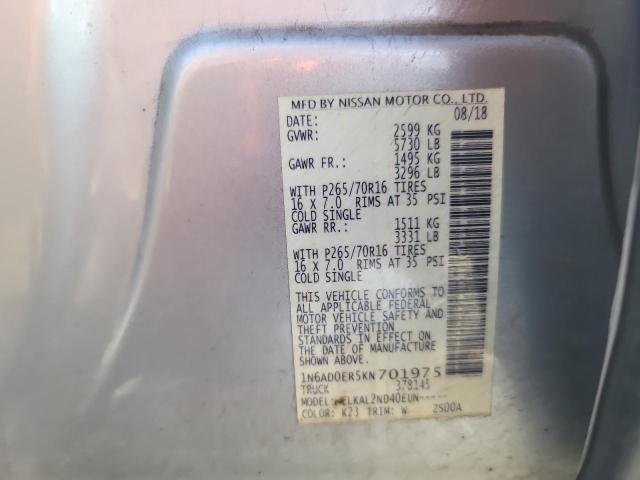 MFD BY NISSAN MOTOR CO., LTD.
DATE: 08/18
GVWR: 2599 KG
5730 LB
GAWR FR.: 1495 KG
3296 LB
WITH P265/70R16 TIRES
16 X 7.0 RIMS AT 35 PSI
COLD SINGLE
GAWR RR.: 1511 KG
3331 LB
WITH P265/70R16 TIRES
16 X 7.0 RIMS AT 35 PSI
COLD SINGLE
THIS VEHICLE CONFORMS TO
ALL APPLICABLE FEDERAL
MOTOR VEHICLE SAFETY AND
THEFT PREVENTION
STANDARDS IN EFFECT ON
THE DATE OF MANUFACTURE
SHOWN ABOVE.
1N6AD0ER5KN701975
TRUCK 378145
MODEL: ELKAL2ND40EUN-----
COLOR: K23 TRIM: W 2S00A